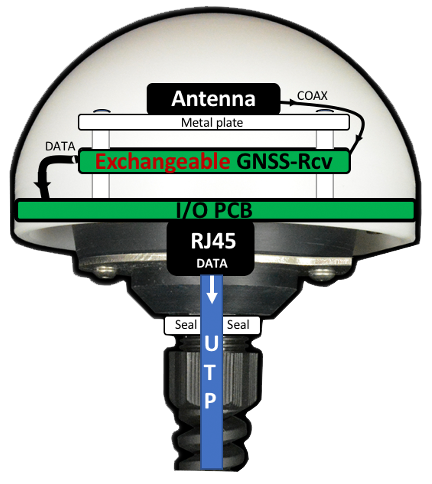 Antenna
COAX
Metal plate
DATA
Exchangeable GNSS-Rcv
I/O PCB
RJ45
DATA
Seal
Seal
U
T
P